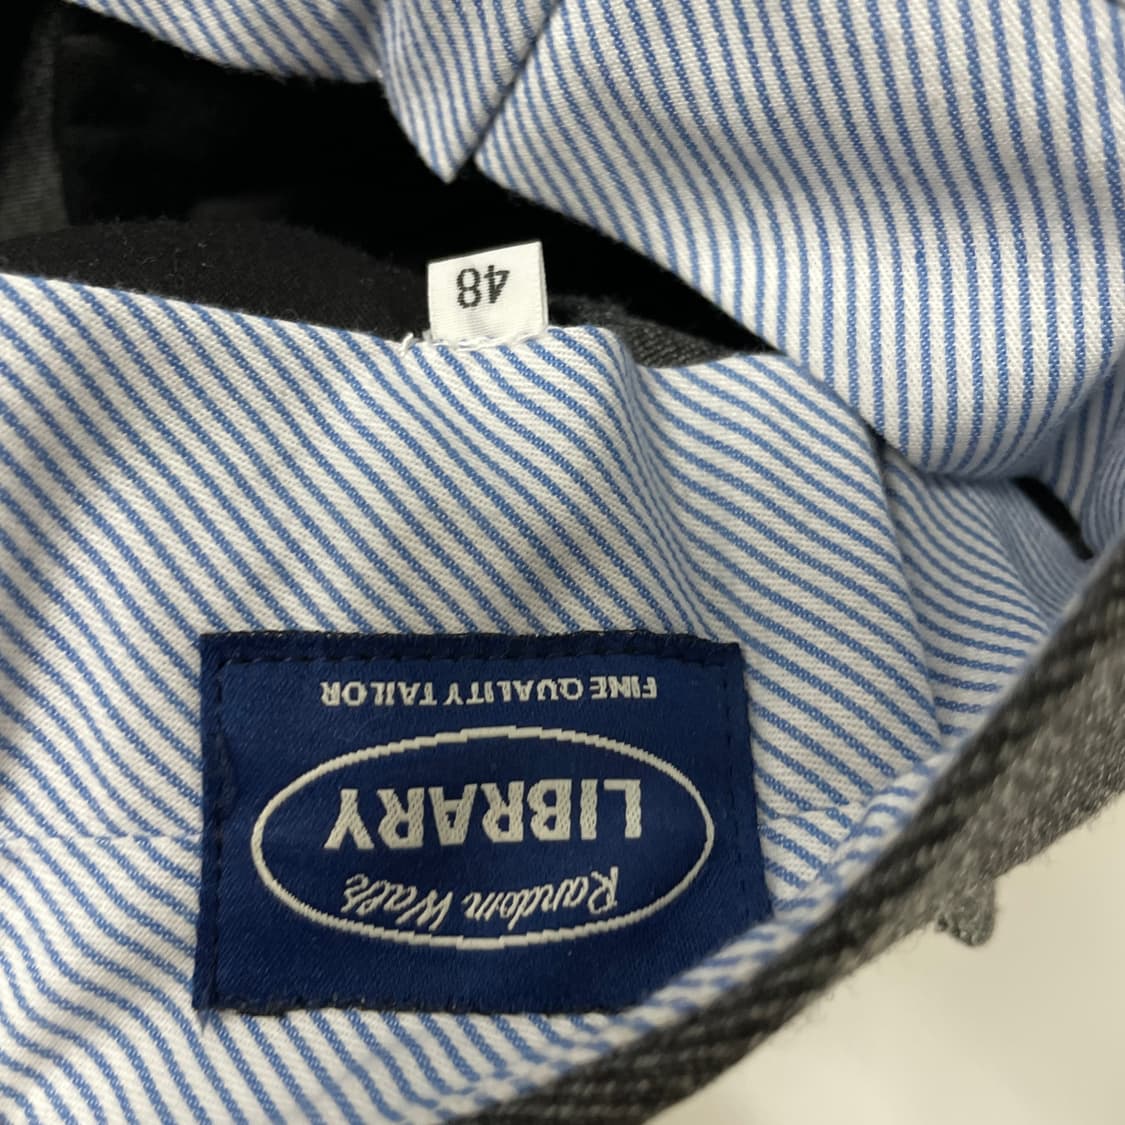 Random Walk
LIBRARY
FINE QUALITY TAILOR
48